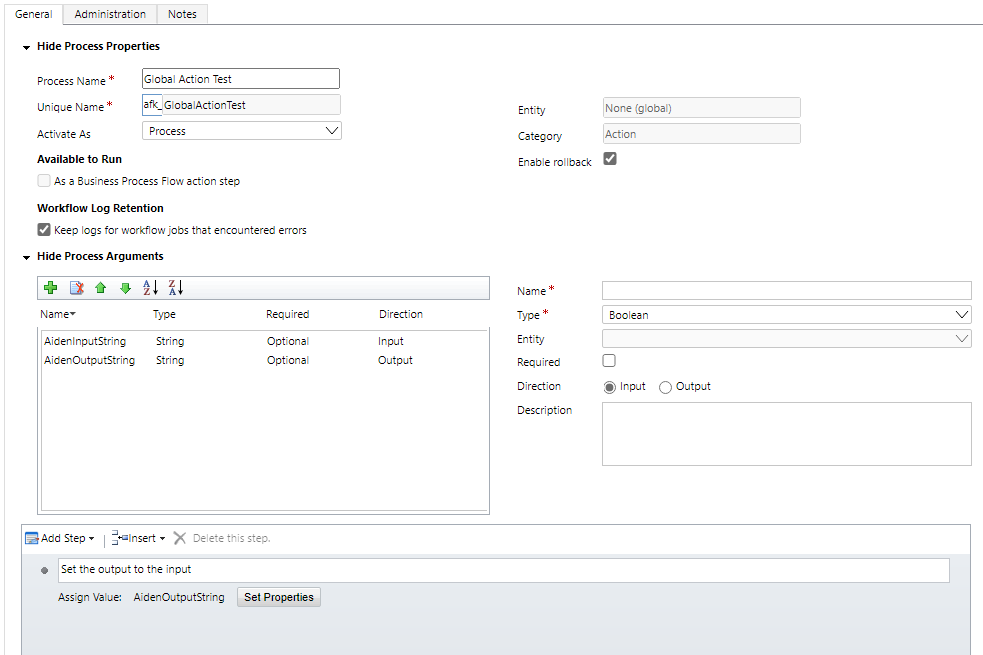 General Administration Notes
Hide Process Properties
Process Name * Global Action Test
Unique Name * afk_ GlobalActionTest
Activate As Process
Entity None (global)
Category Action
Enable rollback
Available to Run
As a Business Process Flow action step
Workflow Log Retention
Keep logs for workflow jobs that encountered errors
Hide Process Arguments
A Z Z A
Name Type Required Direction
AidenInputString String Optional Input
AidenOutputString String Optional Output
Name *
Type * Boolean
Entity
Required
Direction Input Output
Description
Add Step Insert Delete this step.
Set the output to the input
Assign Value: AidenOutputString Set Properties